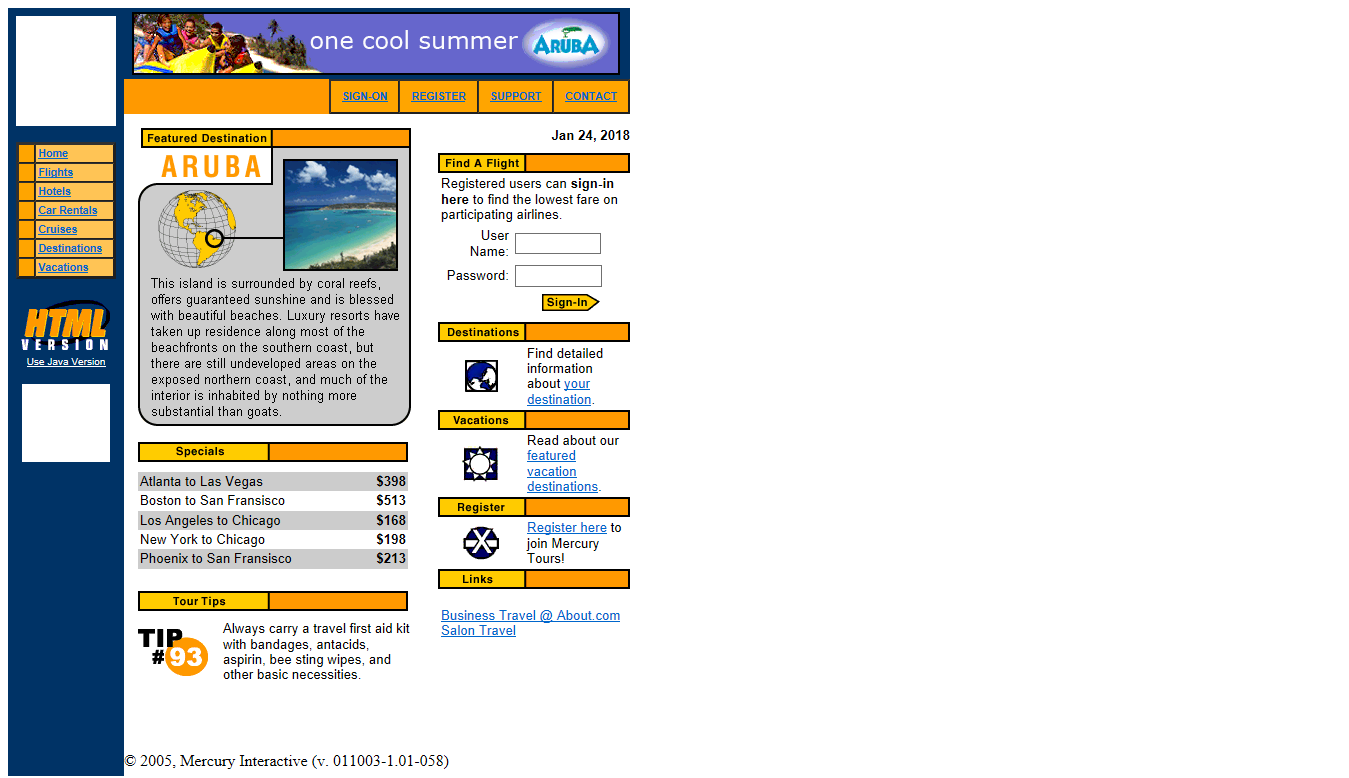 one cool summer ARUBA
SIGN-ON REGISTER SUPPORT CONTACT
Home
Flights
Hotels
Car Rentals
Cruises
Destinations
Vacations
HTML
VERSION
Use Java Version
Featured Destination
ARUBA
This island is surrounded by coral reefs,
offers guaranteed sunshine and is blessed
with beautiful beaches. Luxury resorts have
taken up residence along most of the
beachfronts on the southern coast, but
there are still undeveloped areas on the
exposed northern coast, and much of the
interior is inhabited by nothing more
substantial than goats.
Specials
Atlanta to Las Vegas $398
Boston to San Fransisco $513
Los Angeles to Chicago $168
New York to Chicago $198
Phoenix to San Fransisco $213
Tour Tips
TIP
#93
Always carry a travel first aid kit
with bandages, antacids,
aspirin, bee sting wipes, and
other basic necessities.
Jan 24, 2018
Find A Flight
Registered users can sign-in
here to find the lowest fare on
participating airlines.
User
Name:
Password:
Sign-In
Destinations
Find detailed
information
about your
destination.
Vacations
Read about our
featured
vacation
destinations.
Register
Register here to
join Mercury
Tours!
Links
Business Travel @ About.com
Salon Travel
© 2005, Mercury Interactive (v. 011003-1.01-058)